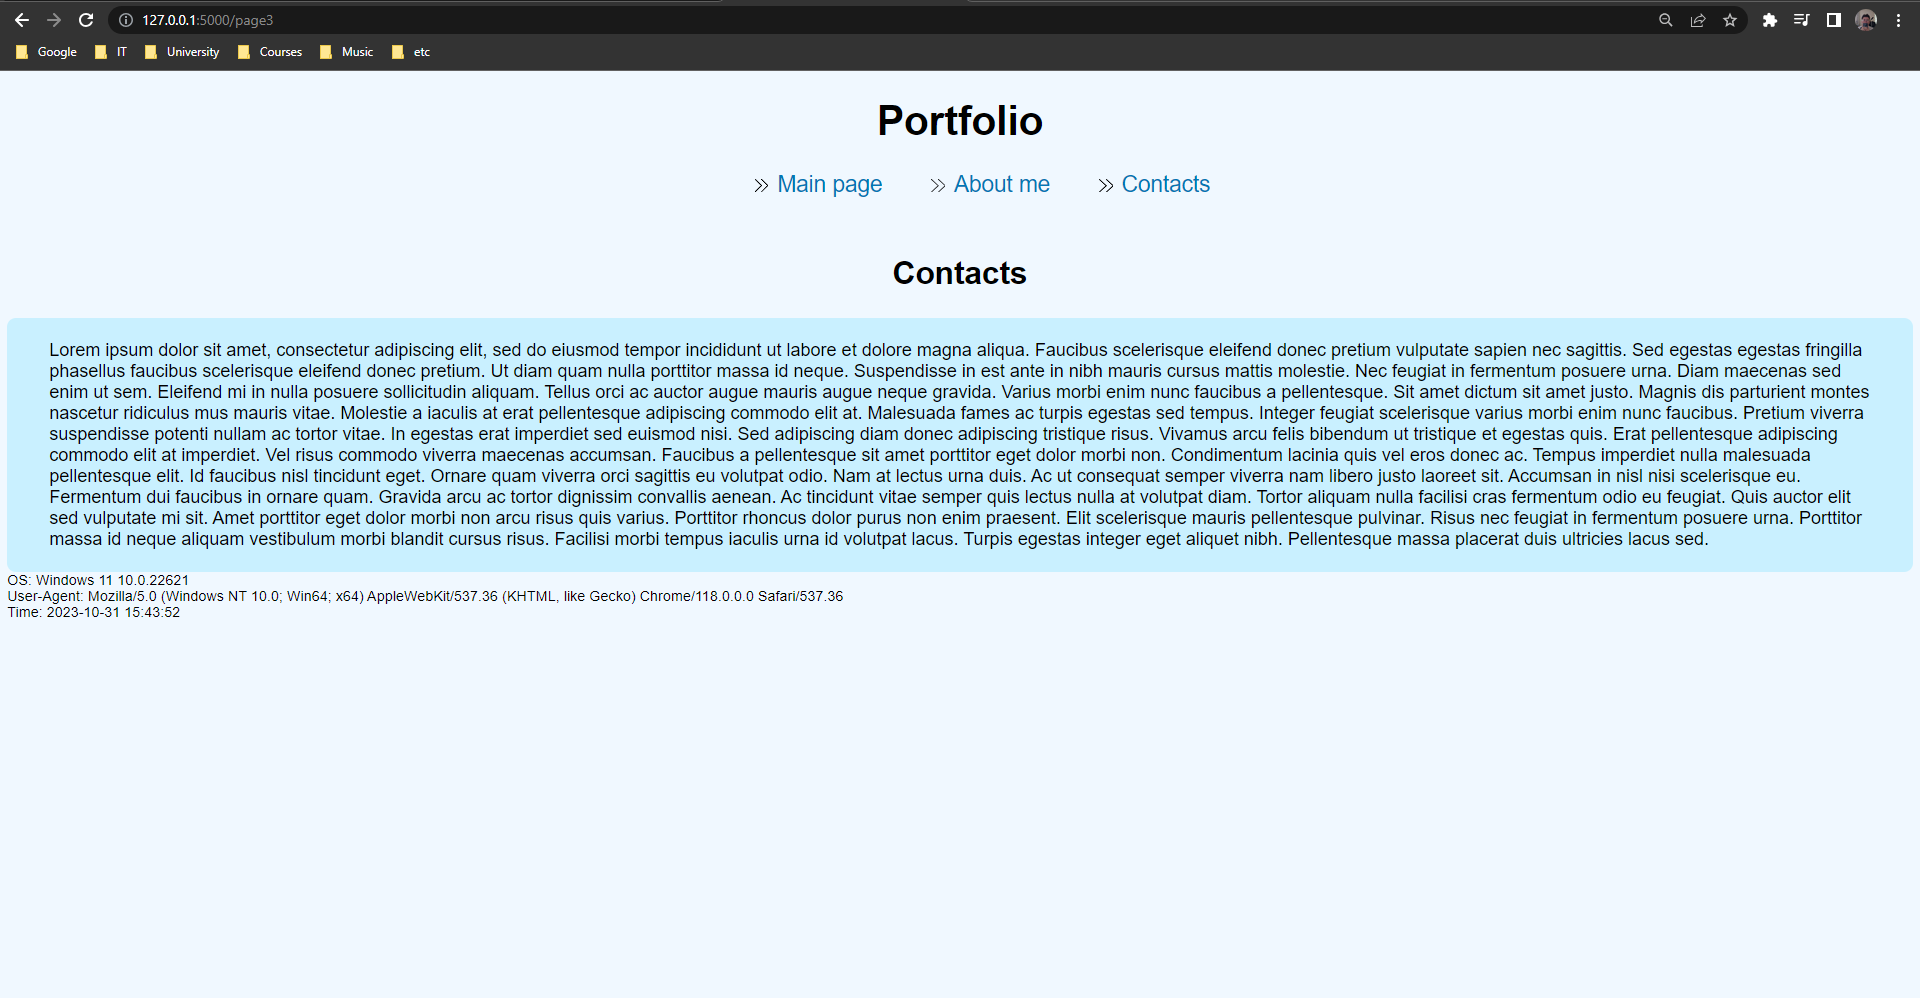 127.0.0.1:5000/page3
Google IT University Courses Music etc
Portfolio
Main page About me Contacts
Contacts
Lorem ipsum dolor sit amet, consectetur adipiscing elit, sed do eiusmod tempor incididunt ut labore et dolore magna aliqua. Faucibus scelerisque eleifend donec pretium vulputate sapien nec sagittis. Sed egestas egestas fringilla
phasellus faucibus scelerisque eleifend donec pretium. Ut diam quam nulla porttitor massa id neque. Suspendisse in est ante in nibh mauris cursus mattis molestie. Nec feugiat in fermentum posuere urna. Diam maecenas sed
enim ut sem. Eleifend mi in nulla posuere sollicitudin aliquam. Tellus orci ac auctor augue mauris augue neque gravida. Varius morbi enim nunc faucibus a pellentesque. Sit amet dictum sit amet justo. Magnis dis parturient montes
nascetur ridiculus mus mauris vitae. Molestie a iaculis at erat pellentesque adipiscing commodo elit at. Malesuada fames ac turpis egestas sed tempus. Integer feugiat scelerisque varius morbi enim nunc faucibus. Pretium viverra
suspendisse potenti nullam ac tortor vitae. In egestas erat imperdiet sed euismod nisi. Sed adipiscing diam donec adipiscing tristique risus. Vivamus arcu felis bibendum ut tristique et egestas quis. Erat pellentesque adipiscing
commodo elit at imperdiet. Vel risus commodo viverra maecenas accumsan. Faucibus a pellentesque sit amet porttitor eget dolor morbi non. Condimentum lacinia quis vel eros donec ac. Tempus imperdiet nulla malesuada
pellentesque elit. Id faucibus nisl tincidunt eget. Ornare quam viverra orci sagittis eu volutpat odio. Nam at lectus urna duis. Ac ut consequat semper viverra nam libero justo laoreet sit. Accumsan in nisl nisi scelerisque eu.
Fermentum dui faucibus in ornare quam. Gravida arcu ac tortor dignissim convallis aenean. Ac tincidunt vitae semper quis lectus nulla at volutpat diam. Tortor aliquam nulla facilisi cras fermentum odio eu feugiat. Quis auctor elit
sed vulputate mi sit. Amet porttitor eget dolor morbi non arcu risus quis varius. Porttitor rhoncus dolor purus non enim praesent. Elit scelerisque mauris pellentesque pulvinar. Risus nec feugiat in fermentum posuere urna. Porttitor
massa id neque aliquam vestibulum morbi blandit cursus risus. Facilisi morbi tempus iaculis urna id volutpat lacus. Turpis egestas integer eget aliquet nibh. Pellentesque massa placerat duis ultricies lacus sed.
OS: Windows 11 10.0.22621
User-Agent: Mozilla/5.0 (Windows NT 10.0; Win64; x64) AppleWebKit/537.36 (KHTML, like Gecko) Chrome/118.0.0.0 Safari/537.36
Time: 2023-10-31 15:43:52